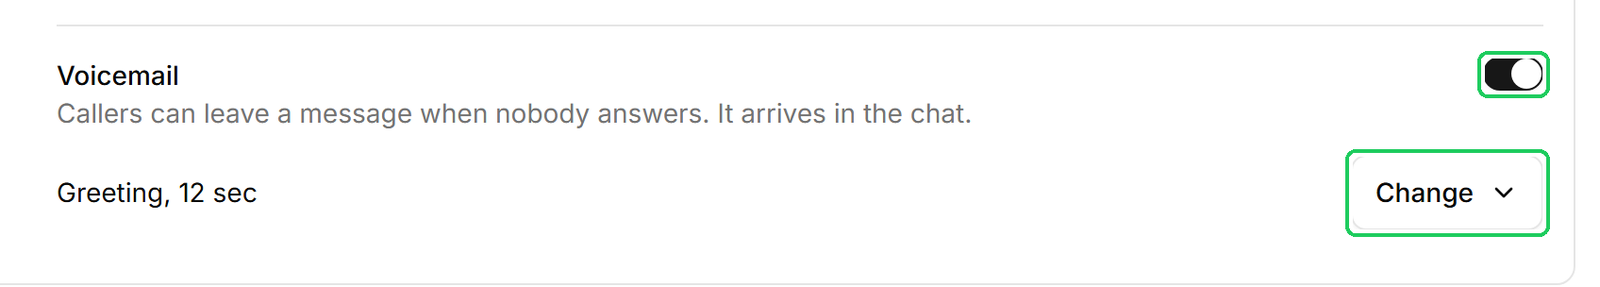 Voicemail
Callers can leave a message when nobody answers. It arrives in the chat.
Greeting, 12 sec
Change